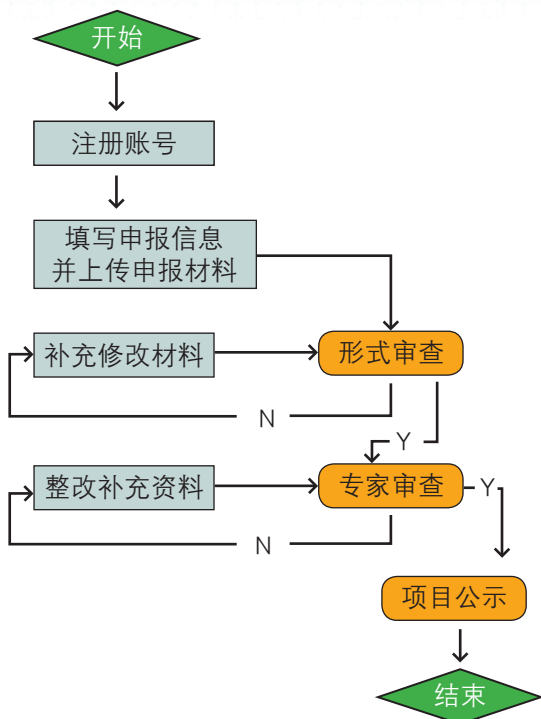 开始
注册账号
填写申报信息
并上传申报材料
补充修改材料
形式审查
N
Y
整改补充资料
专家审查
Y
N
项目公示
结束